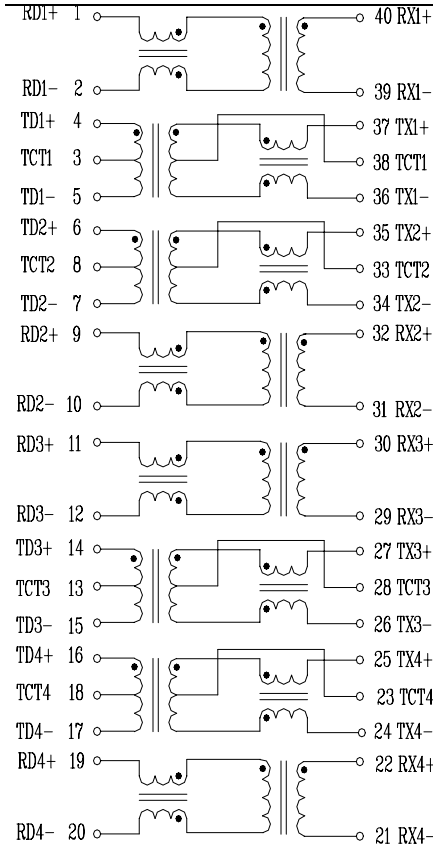 RD1+ 1 40 RX1+
RD1- 2 39 RX1-
TD1+ 4 37 TX1+
TCT1 3 38 TCT1
TD1- 5 36 TX1-
TD2+ 6 35 TX2+
TCT2 8 33 TCT2
TD2- 7 34 TX2-
RD2+ 9 32 RX2+
RD2- 10 31 RX2-
RD3+ 11 30 RX3+
RD3- 12 29 RX3-
TD3+ 14 27 TX3+
TCT3 13 28 TCT3
TD3- 15 26 TX3-
TD4+ 16 25 TX4+
TCT4 18 23 TCT4
TD4- 17 24 TX4-
RD4+ 19 22 RX4+
RD4- 20 21 RX4-